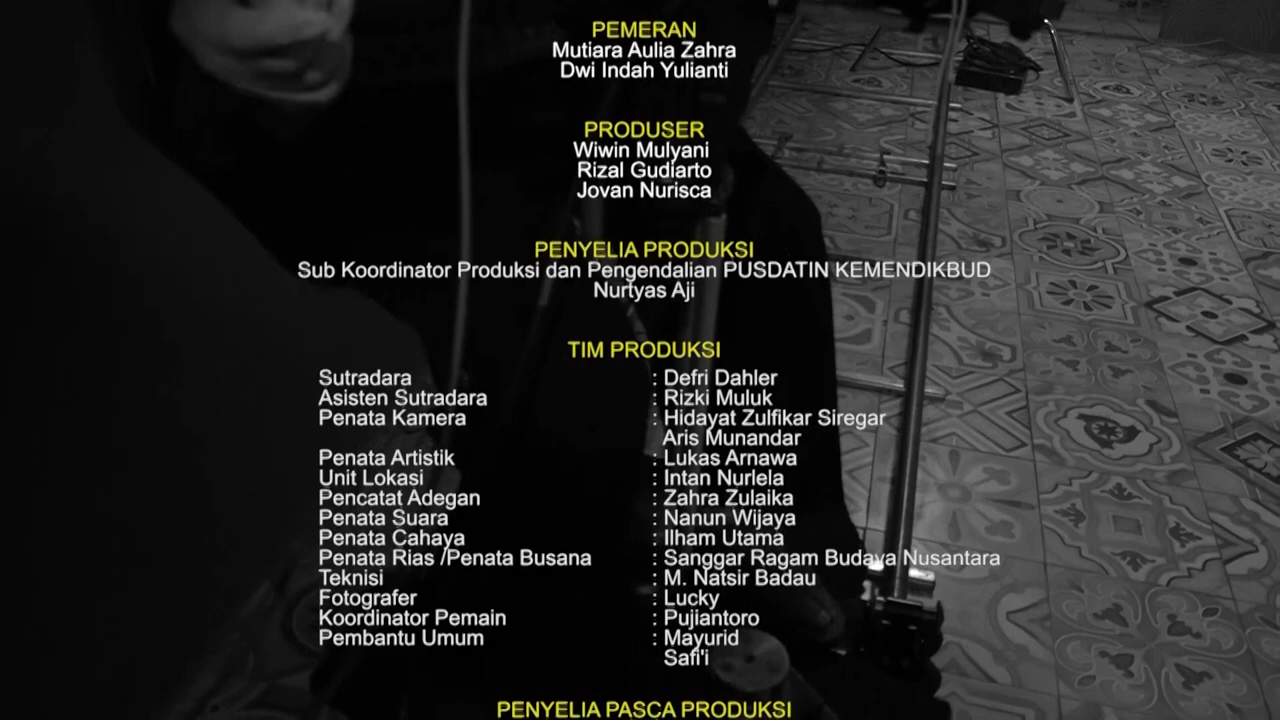 PEMERAN
Mutiara Aulia Zahra
Dwi Indah Yulianti
PRODUSER
Wiwin Mulyani
Rizal Gudiarto
Jovan Nurisca
PENYELIA PRODUKSI
Sub Koordinator Produksi dan Pengendalian PUSDATIN KEMENDIKBUD
Nurtyas Aji
TIM PRODUKSI
Sutradara : Defri Dahler
Asisten Sutradara : Rizki Muluk
Penata Kamera : Hidayat Zulfikar Siregar
Aris Munandar
Penata Artistik : Lukas Arnawa
Unit Lokasi : Intan Nurlela
Pencatat Adegan : Zahra Zulaika
Penata Suara : Nanun Wijaya
Penata Cahaya : Ilham Utama
Penata Rias /Penata Busana : Sanggar Ragam Budaya Nusantara
Teknisi : M. Natsir Badau
Fotografer : Lucky
Koordinator Pemain : Pujiantoro
Pembantu Umum : Mayurid
Safi'i
PENYELIA PASCA PRODUKSI